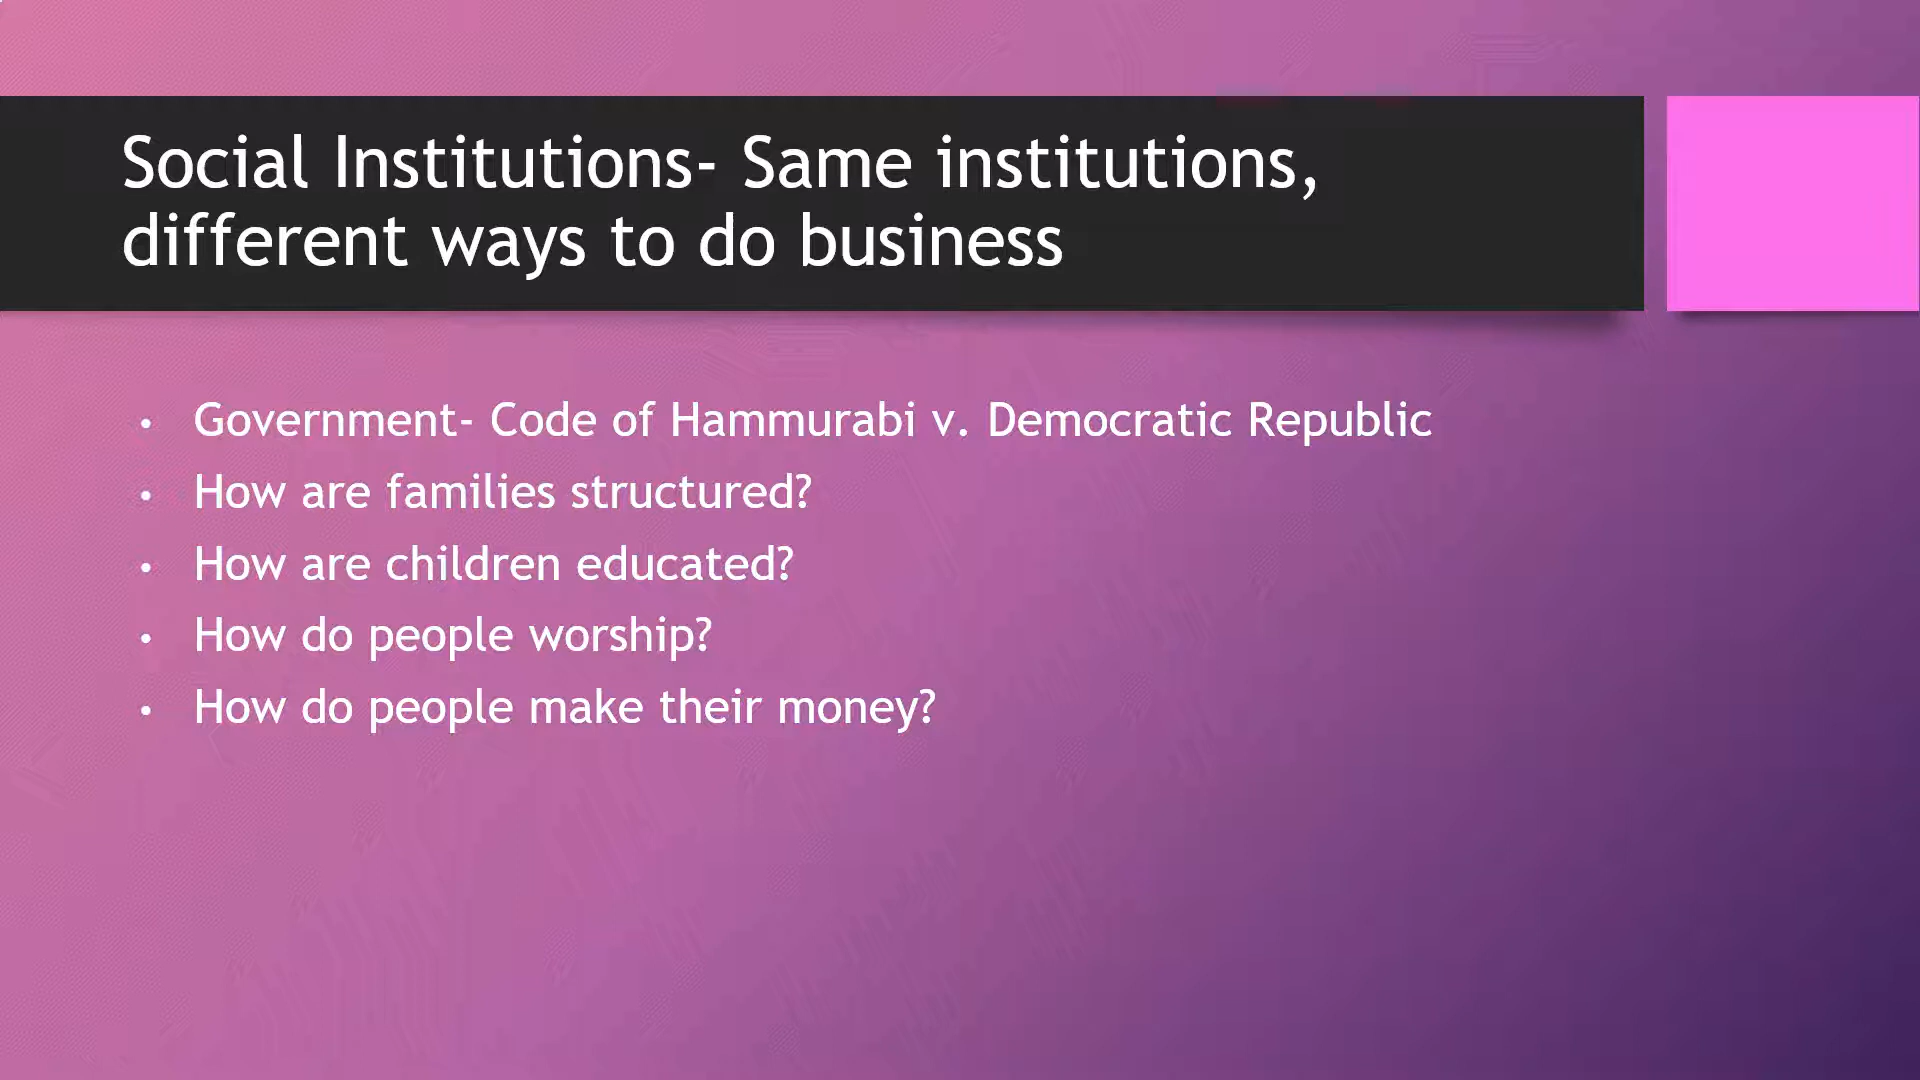 Social Institutions- Same institutions,
different ways to do business
• Government- Code of Hammurabi v. Democratic Republic
• How are families structured?
• How are children educated?
• How do people worship?
• How do people make their money?